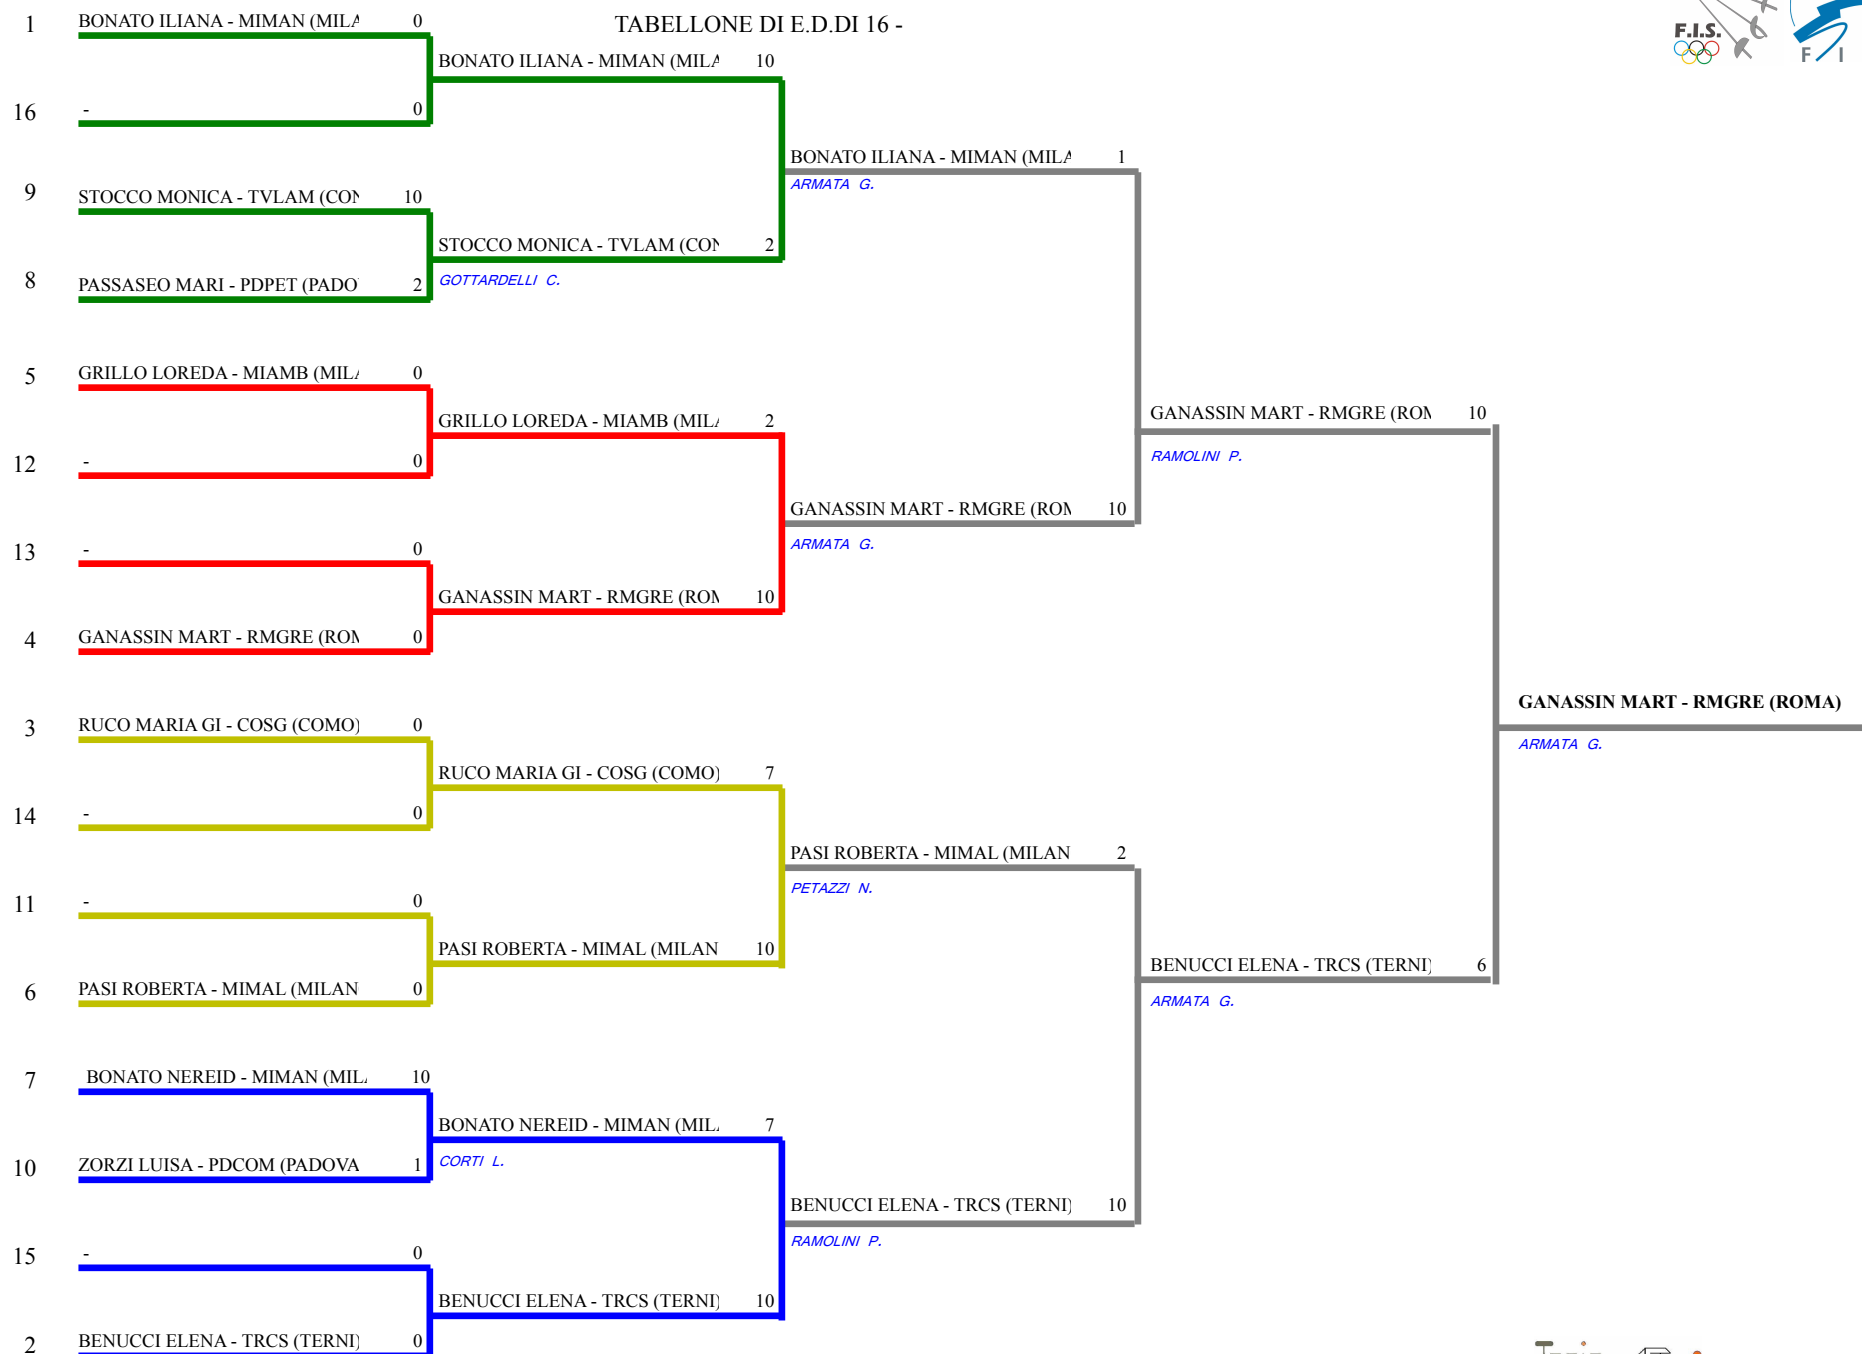 TABELLONE DI E.D.DI 16 -
F.I.S.
F I
1 BONATO ILIANA - MIMAN (MILA 0
BONATO ILIANA - MIMAN (MILA 10
16 - 0
BONATO ILIANA - MIMAN (MILA 1
ARMATA G.
9 STOCCO MONICA - TVLAM (CON 10
STOCCO MONICA - TVLAM (CON 2
GOTTARDELLI C.
8 PASSASEO MARI - PDPET (PADO 2
5 GRILLO LOREDA - MIAMB (MILA 0
GRILLO LOREDA - MIAMB (MILA 2
GANASSIN MART - RMGRE (ROM 10
RAMOLINI P.
12 - 0
GANASSIN MART - RMGRE (ROM 10
ARMATA G.
13 - 0
GANASSIN MART - RMGRE (ROM 10
4 GANASSIN MART - RMGRE (ROM 0
GANASSIN MART - RMGRE (ROMA)
ARMATA G.
3 RUCO MARIA GI - COSG (COMO) 0
RUCO MARIA GI - COSG (COMO) 7
14 - 0
PASI ROBERTA - MIMAL (MILAN 2
PETAZZI N.
11 - 0
PASI ROBERTA - MIMAL (MILAN 10
6 PASI ROBERTA - MIMAL (MILAN 0
BENUCCI ELENA - TRCS (TERNI) 6
ARMATA G.
7 BONATO NEREID - MIMAN (MILA 10
BONATO NEREID - MIMAN (MILA 7
CORTI L.
10 ZORZI LUISA - PDCOM (PADOVA 1
BENUCCI ELENA - TRCS (TERNI) 10
RAMOLINI P.
15 - 0
BENUCCI ELENA - TRCS (TERNI) 10
2 BENUCCI ELENA - TRCS (TERNI) 0